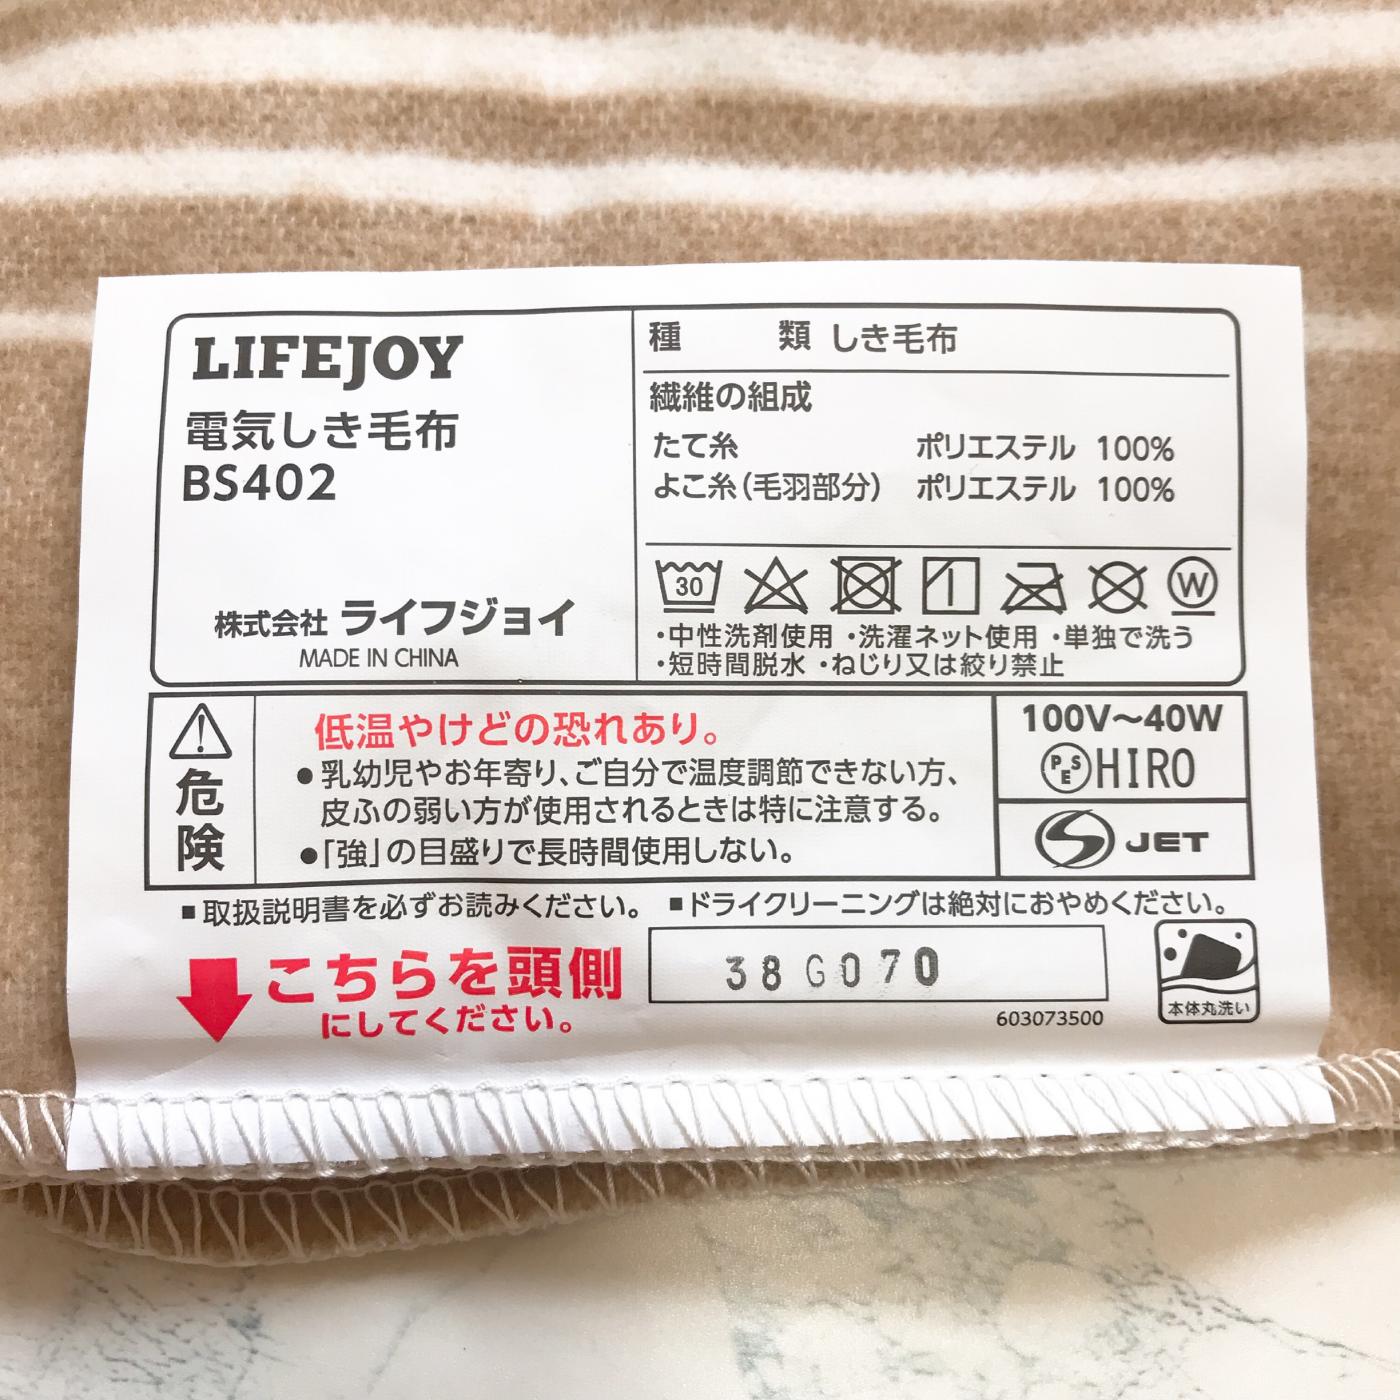 LIFEJOY
電気しき毛布
BS402
株式会社 ライフジョイ
MADE IN CHINA
種 類 しき毛布
繊維の組成
たて糸 ポリエステル 100%
よこ糸(毛羽部分) ポリエステル 100%
30 W
・中性洗剤使用 ・洗濯ネット使用 ・単独で洗う
・短時間脱水 ・ねじり又は絞り禁止
危険
低温やけどの恐れあり。
●乳幼児やお年寄り、ご自分で温度調節できない方、
皮ふの弱い方が使用されるときは特に注意する。
●「強」の目盛りで長時間使用しない。
100V〜40W
PSE HIRO
JET
■取扱説明書を必ずお読みください。 ■ドライクリーニングは絶対におやめください。
こちらを頭側
にしてください。
38G070
603073500
本体丸洗い